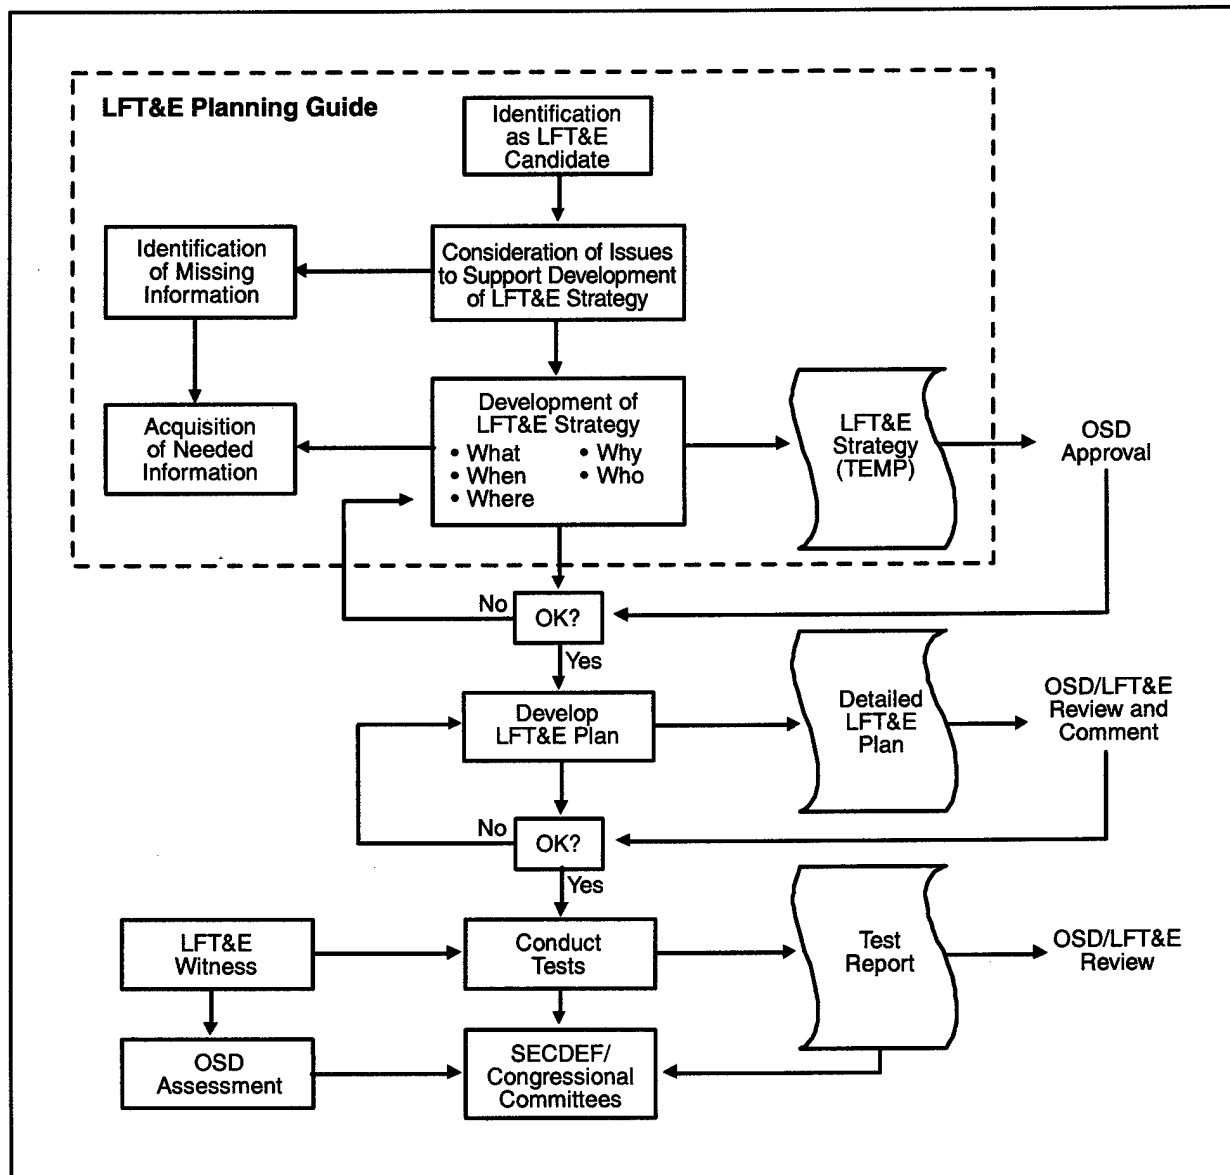 LFT&E Planning Guide
Identification
as LFT&E
Candidate
Identification
of Missing
Information
Consideration of Issues
to Support Development
of LFT&E Strategy
Acquisition
of Needed
Information
Development of
LFT&E Strategy
• What • Why
• When • Who
• Where
LFT&E
Strategy
(TEMP)
OSD
Approval
No
OK?
Yes
Develop
LFT&E Plan
Detailed
LFT&E
Plan
OSD/LFT&E
Review and
Comment
No
OK?
Yes
LFT&E
Witness
Conduct
Tests
Test
Report
OSD/LFT&E
Review
OSD
Assessment
SECDEF/
Congressional
Committees